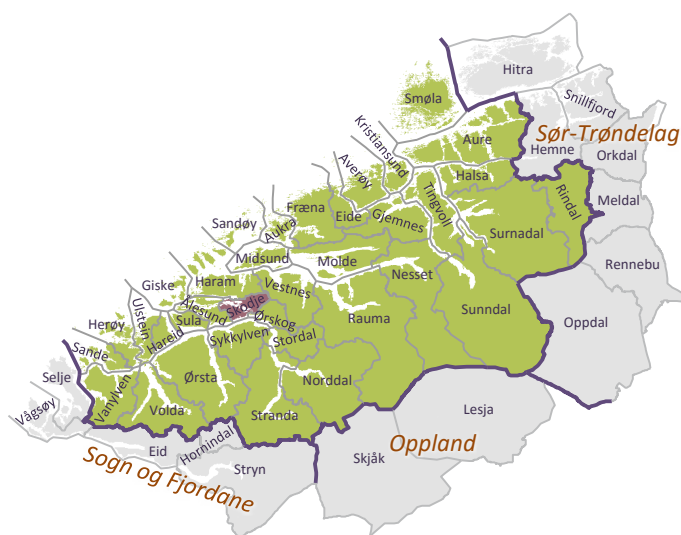 Hitra
Smøla
Snillfjord
Sør-Trøndelag
Kristiansund
Aure
Hemne
Orkdal
Averøy
Halsa
Rindal
Meldal
Tingvoll
Fræna
Eide
Gjemnes
Sandøy
Aukra
Surnadal
Midsund
Molde
Rennebu
Nesset
Giske
Haram
Vestnes
Skodje
Ulstein
Ålesund
Sula
Ørskog
Rauma
Sunndal
Oppdal
Herøy
Hareid
Sykkylven
Stordal
Sande
Selje
Ørsta
Norddal
Vanylven
Volda
Stranda
Lesja
Vågsøy
Oppland
Eid
Hornindal
Skjåk
Stryn
Sogn og Fjordane